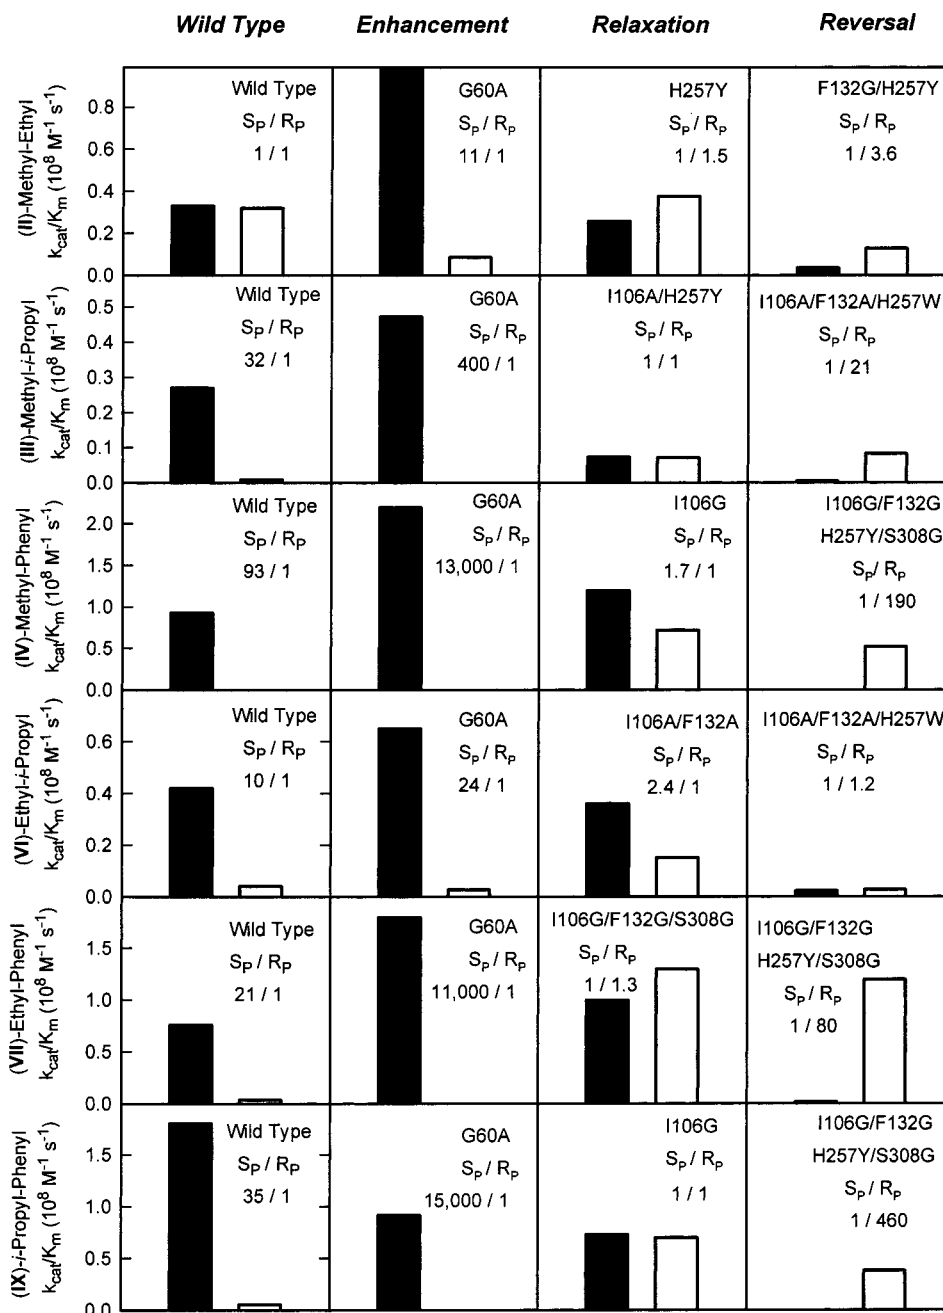 Wild Type Enhancement Relaxation Reversal
(II)-Methyl-Ethyl
kcat/Km (10⁸ M⁻¹ s⁻¹)
0.8
0.6
0.4
0.2
0.0
Wild Type
SP / RP
1 / 1
G60A
SP / RP
11 / 1
H257Y
SP / RP
1 / 1.5
F132G/H257Y
SP / RP
1 / 3.6
(III)-Methyl-i-Propyl
kcat/Km (10⁸ M⁻¹ s⁻¹)
0.5
0.4
0.3
0.2
0.1
0.0
Wild Type
SP / RP
32 / 1
G60A
SP / RP
400 / 1
I106A/H257Y
SP / RP
1 / 1
I106A/F132A/H257W
SP / RP
1 / 21
(IV)-Methyl-Phenyl
kcat/Km (10⁸ M⁻¹ s⁻¹)
2.0
1.5
1.0
0.5
0.0
Wild Type
SP / RP
93 / 1
G60A
SP / RP
13,000 / 1
I106G
SP / RP
1.7 / 1
I106G/F132G
H257Y/S308G
SP / RP
1 / 190
(VI)-Ethyl-i-Propyl
kcat/Km (10⁸ M⁻¹ s⁻¹)
0.6
0.4
0.2
0.0
Wild Type
SP / RP
10 / 1
G60A
SP / RP
24 / 1
I106A/F132A
SP / RP
2.4 / 1
I106A/F132A/H257W
SP / RP
1 / 1.2
(VII)-Ethyl-Phenyl
kcat/Km (10⁸ M⁻¹ s⁻¹)
1.5
1.0
0.5
0.0
Wild Type
SP / RP
21 / 1
G60A
SP / RP
11,000 / 1
I106G/F132G/S308G
SP / RP
1 / 1.3
I106G/F132G
H257Y/S308G
SP / RP
1 / 80
(IX)-i-Propyl-Phenyl
kcat/Km (10⁸ M⁻¹ s⁻¹)
1.5
1.0
0.5
0.0
Wild Type
SP / RP
35 / 1
G60A
SP / RP
15,000 / 1
I106G
SP / RP
1 / 1
I106G/F132G
H257Y/S308G
SP / RP
1 / 460